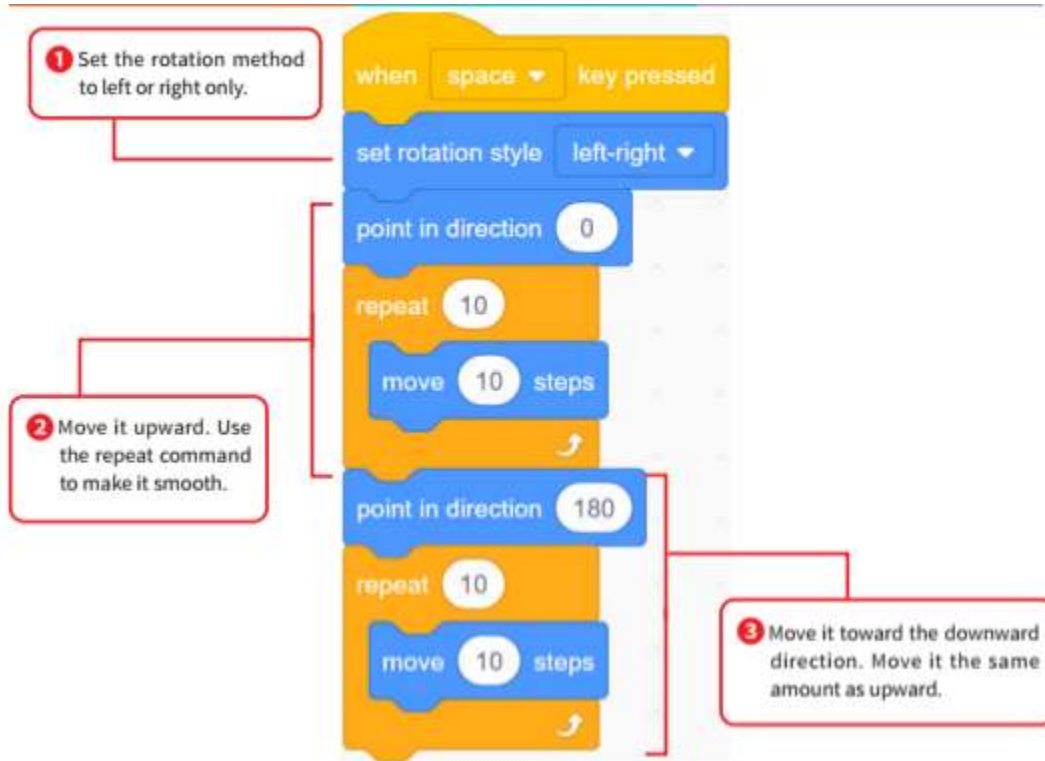 1 Set the rotation method
to left or right only.
when space key pressed
set rotation style left-right
point in direction 0
repeat 10
move 10 steps
2 Move it upward. Use
the repeat command
to make it smooth.
point in direction 180
repeat 10
move 10 steps
3 Move it toward the downward
direction. Move it the same
amount as upward.